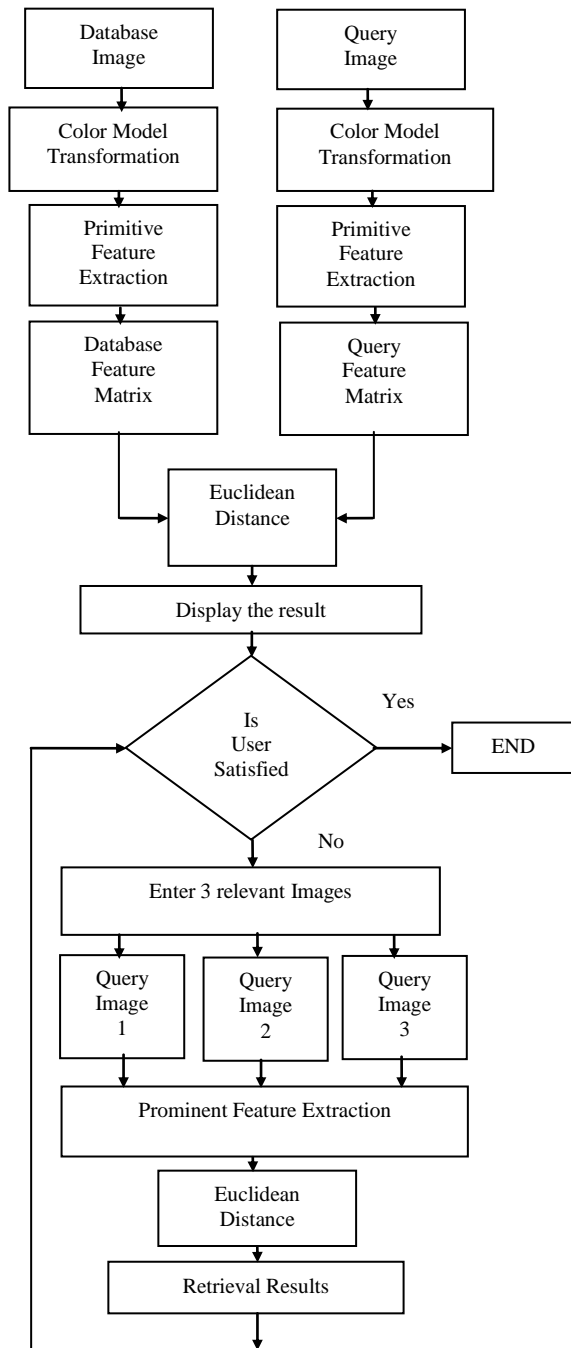 Database
Image
Query
Image
Color Model
Transformation
Color Model
Transformation
Primitive
Feature
Extraction
Primitive
Feature
Extraction
Database
Feature
Matrix
Query
Feature
Matrix
Euclidean
Distance
Display the result
Is
User
Satisfied
Yes
END
No
Enter 3 relevant Images
Query
Image
1
Query
Image
2
Query
Image
3
Prominent Feature Extraction
Euclidean
Distance
Retrieval Results